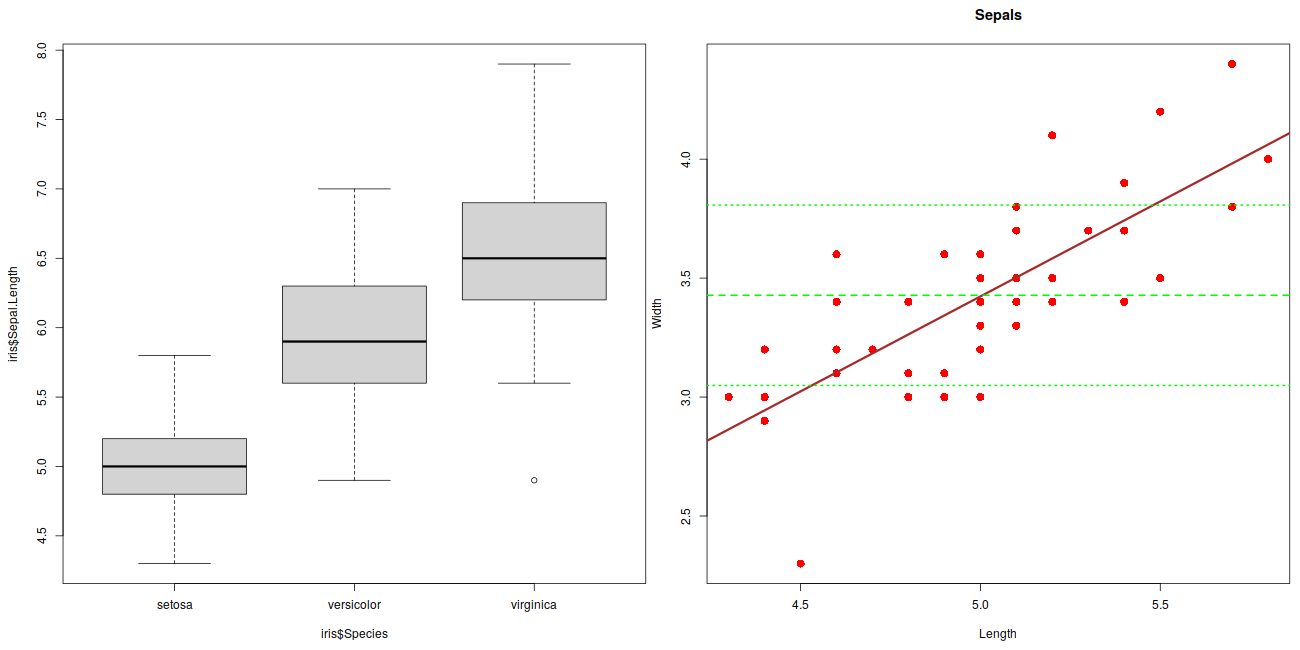 iris$Sepal.Length
8.0
7.5
7.0
6.5
6.0
5.5
5.0
4.5
setosa versicolor virginica
iris$Species
Sepals
Width
4.0
3.5
3.0
2.5
4.5 5.0 5.5
Length